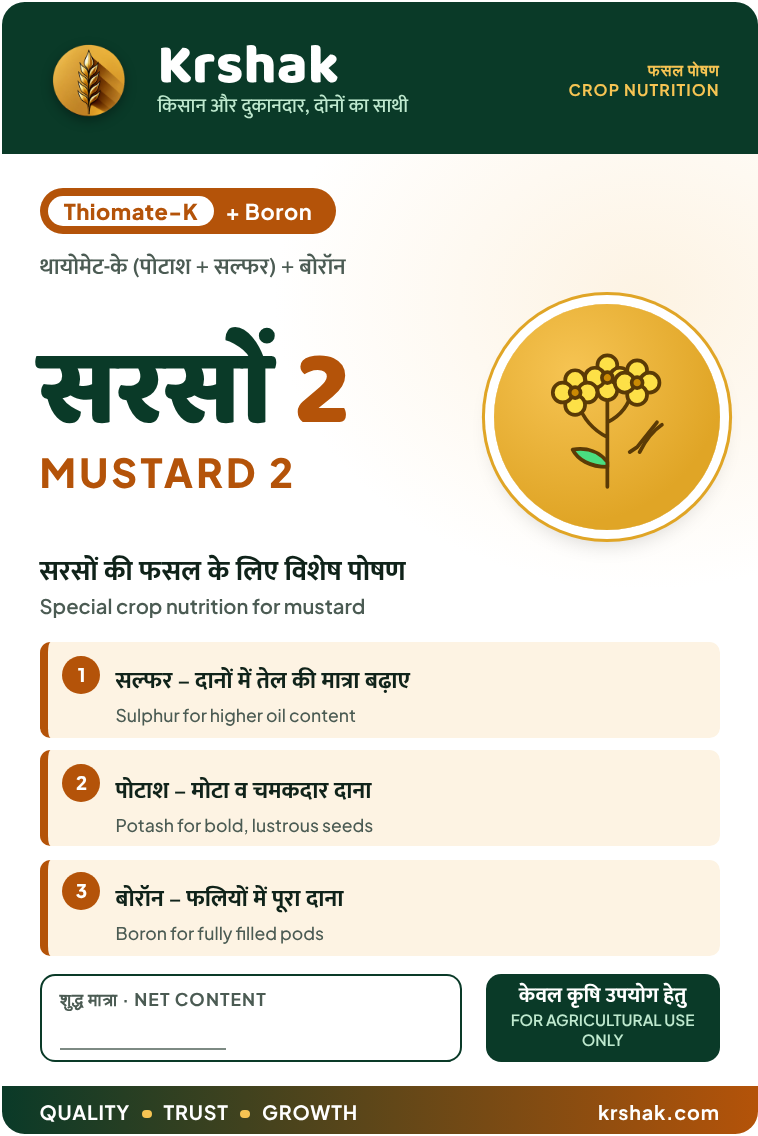 Krshak
किसान और दुकानदार, दोनों का साथी
फसल पोषण
CROP NUTRITION
Thiomate-K + Boron
थायोमेट-के (पोटाश + सल्फर) + बोरॉन
सरसों 2
MUSTARD 2
सरसों की फसल के लिए विशेष पोषण
Special crop nutrition for mustard
1
सल्फर – दानों में तेल की मात्रा बढ़ाए
Sulphur for higher oil content
2
पोटाश – मोटा व चमकदार दाना
Potash for bold, lustrous seeds
3
बोरॉन – फलियों में पूरा दाना
Boron for fully filled pods
शुद्ध मात्रा · NET CONTENT
केवल कृषि उपयोग हेतु
FOR AGRICULTURAL USE
ONLY
QUALITY • TRUST • GROWTH
krshak.com